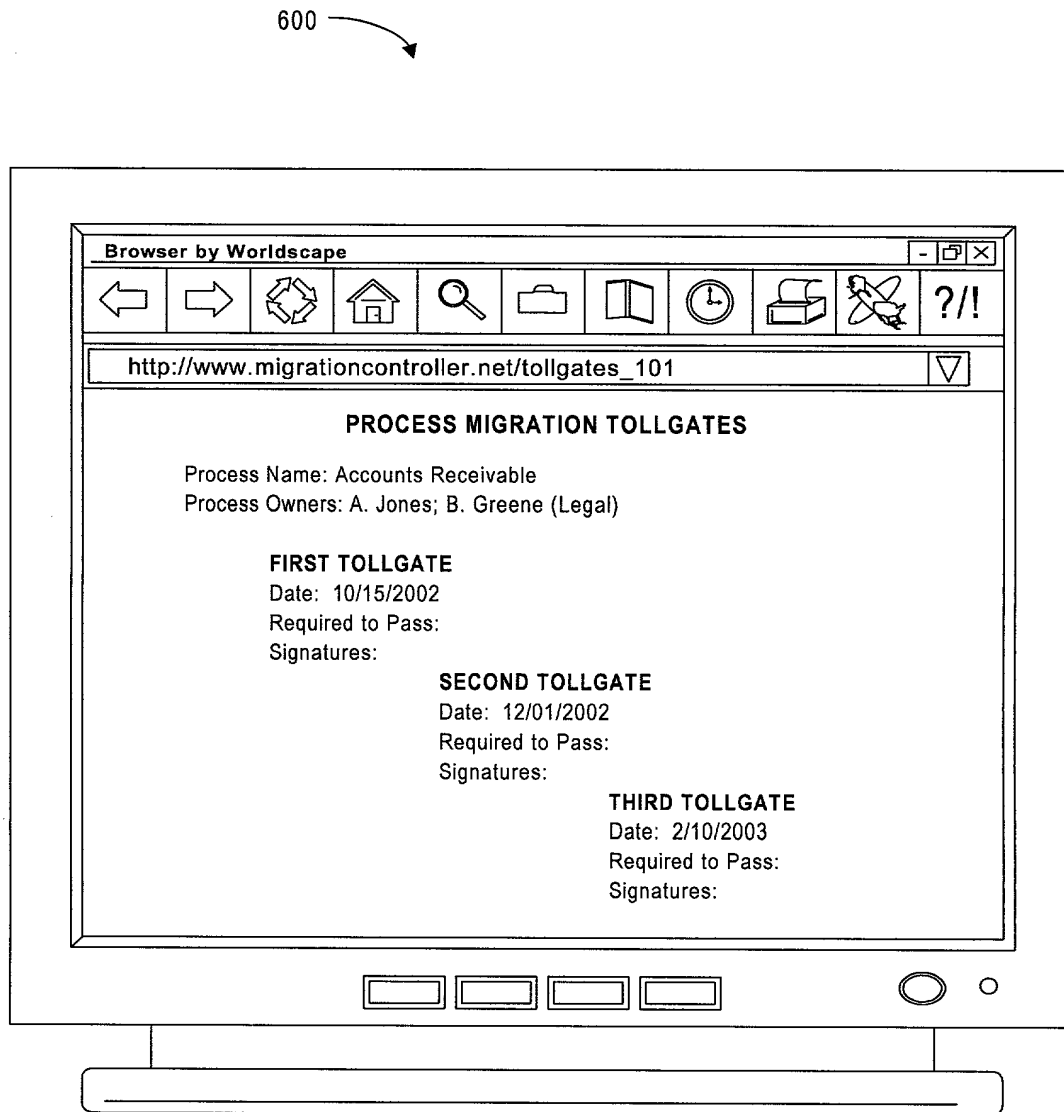 600
Browser by Worldscape
?/!
http://www.migrationcontroller.net/tollgates_101
PROCESS MIGRATION TOLLGATES
Process Name: Accounts Receivable
Process Owners: A. Jones; B. Greene (Legal)
FIRST TOLLGATE
Date: 10/15/2002
Required to Pass:
Signatures:
SECOND TOLLGATE
Date: 12/01/2002
Required to Pass:
Signatures:
THIRD TOLLGATE
Date: 2/10/2003
Required to Pass:
Signatures: